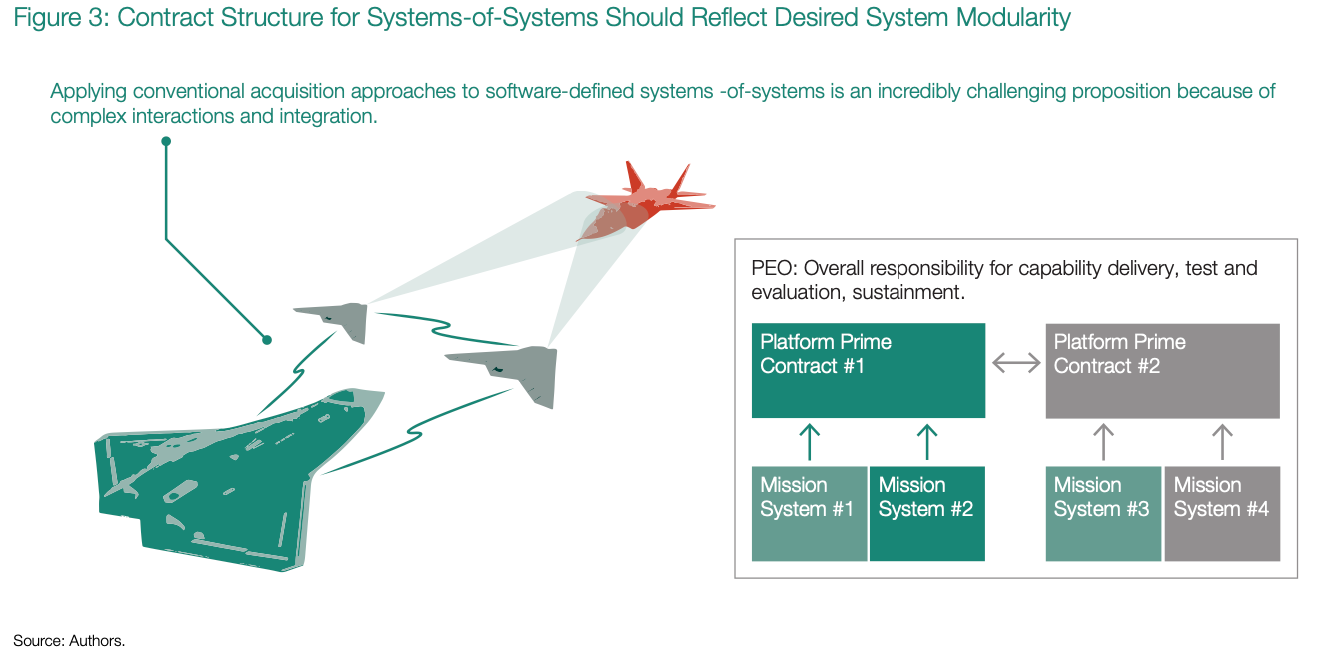 Figure 3: Contract Structure for Systems-of-Systems Should Reflect Desired System Modularity
Applying conventional acquisition approaches to software-defined systems -of-systems is an incredibly challenging proposition because of
complex interactions and integration.
PEO: Overall responsibility for capability delivery, test and
evaluation, sustainment.
Platform Prime
Contract #1
Platform Prime
Contract #2
Mission
System #1
Mission
System #2
Mission
System #3
Mission
System #4
Source: Authors.